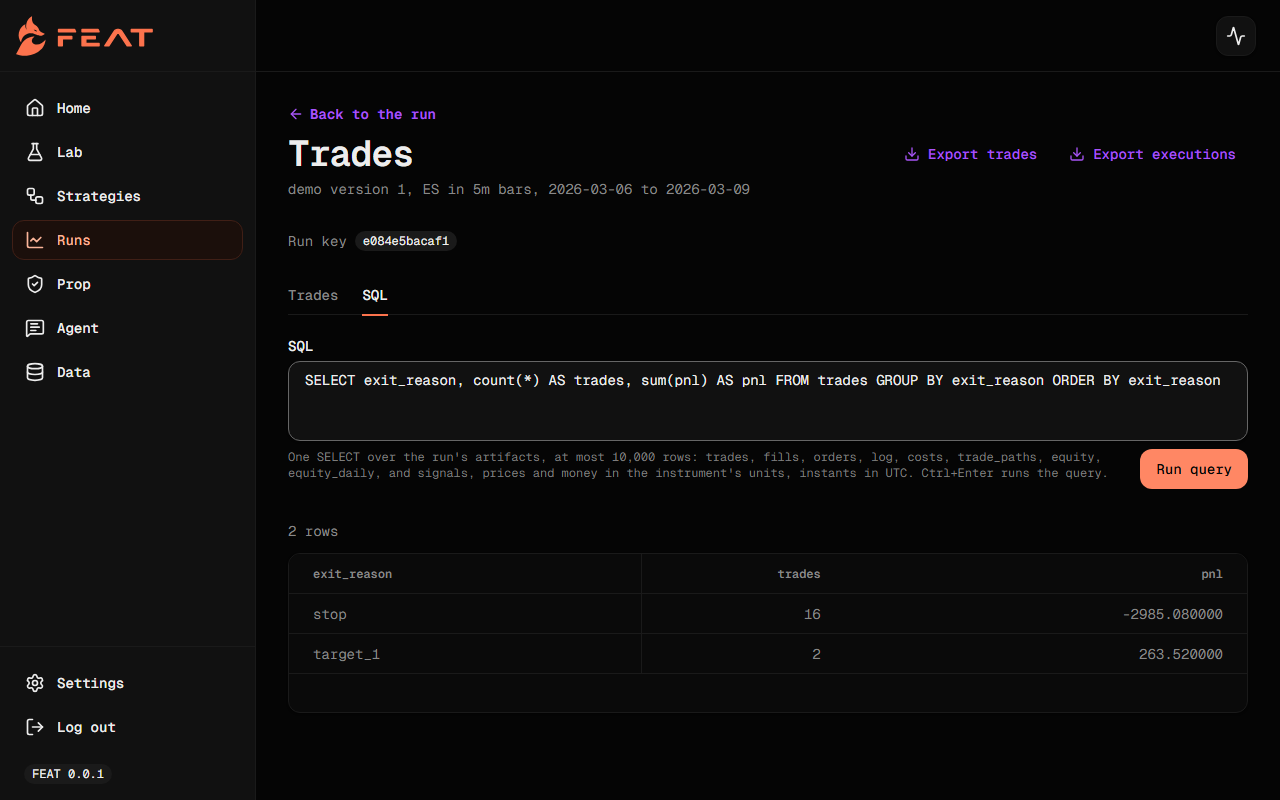 FEAT
Home
Lab
Strategies
Runs
Prop
Agent
Data
Settings
Log out
FEAT 0.0.1
Back to the run
Trades
Export trades
Export executions
demo version 1, ES in 5m bars, 2026-03-06 to 2026-03-09
Run key e084e5bacaf1
Trades SQL
SQL
SELECT exit_reason, count(*) AS trades, sum(pnl) AS pnl FROM trades GROUP BY exit_reason ORDER BY exit_reason
One SELECT over the run's artifacts, at most 10,000 rows: trades, fills, orders, log, costs, trade_paths, equity,
equity_daily, and signals, prices and money in the instrument's units, instants in UTC. Ctrl+Enter runs the query.
Run query
2 rows
exit_reason trades pnl
stop 16 -2985.080000
target_1 2 263.520000